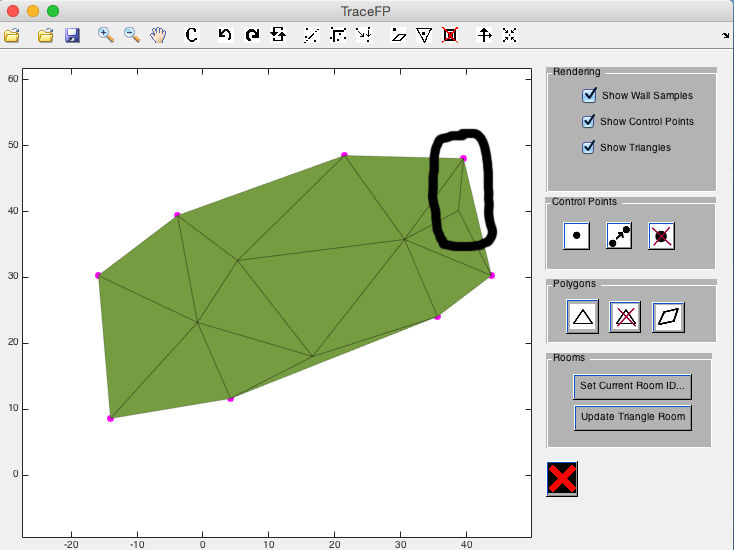 TraceFP
C
Rendering
Show Wall Samples
Show Control Points
Show Triangles
Control Points
Polygons
Rooms
Set Current Room ID...
Update Triangle Room
60
50
40
30
20
10
0
-20 -10 0 10 20 30 40